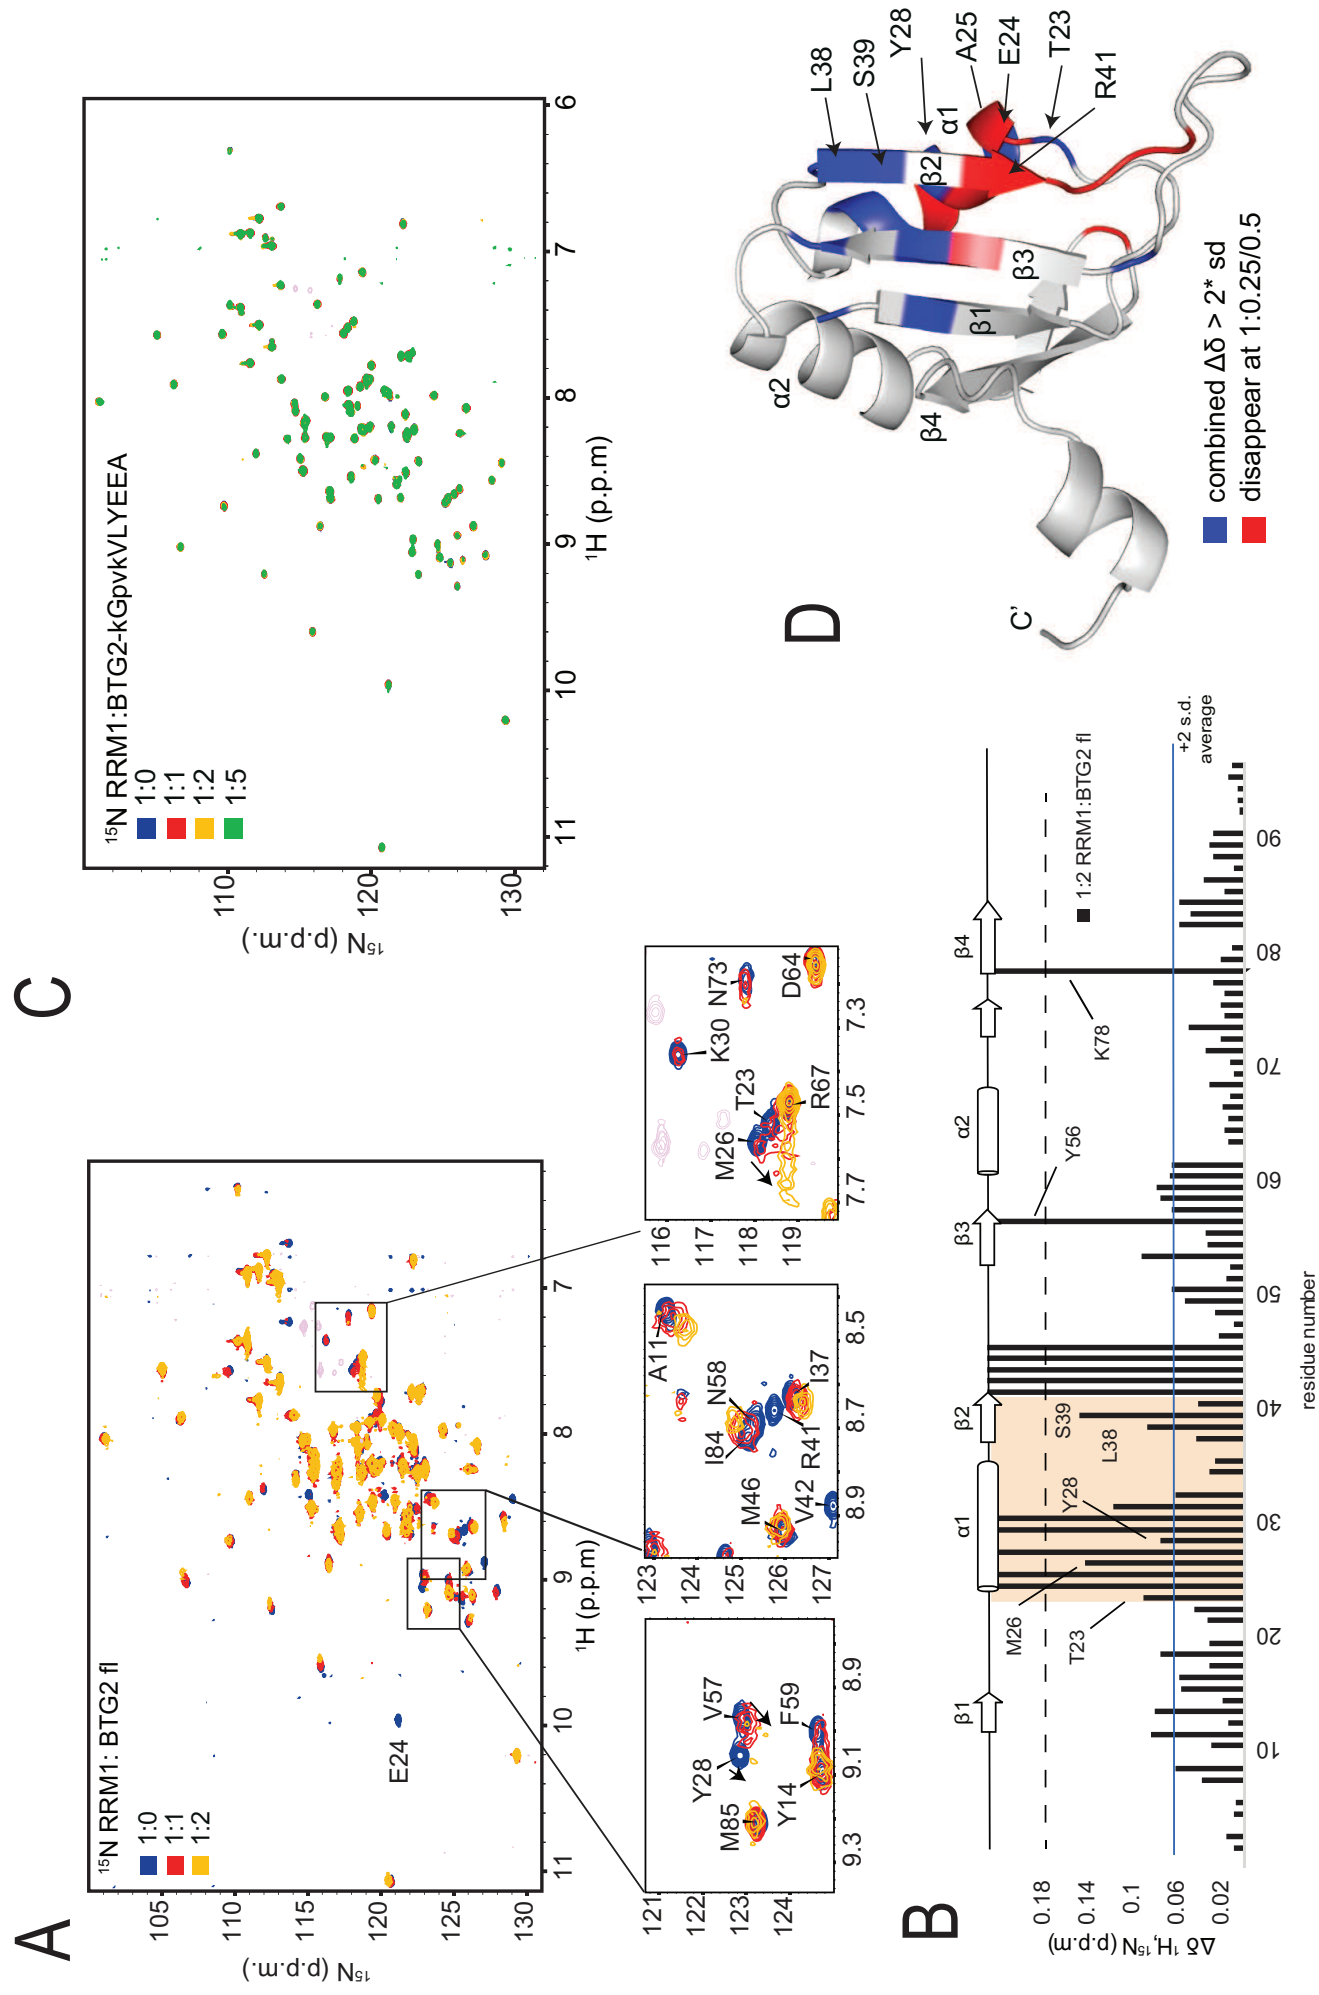 A
¹⁵N RRM1: BTG2 fl
1:0
1:1
1:2
E24
105
110
115
120
125
130
¹⁵N (p.p.m.)
11
10
9
8
7
¹H (p.p.m)
M85
Y28
V57
Y14
F59
121
122
123
124
9.3
9.1
8.9
A11
I84
N58
M46
V42
R41
I37
123
124
125
126
127
8.9
8.7
8.5
M26
T23
K30
N73
R67
D64
116
117
118
119
7.7
7.5
7.3
B
β1
α1
β2
β3
α2
β4
M26
T23
Y28
L38
S39
Y56
K78
1:2 RRM1:BTG2 fl
+2 s.d.
average
0.18
0.14
0.1
0.06
0.02
Δδ ¹H,¹⁵N (p.p.m)
10
20
30
40
50
60
70
80
90
residue number
C
¹⁵N RRM1:BTG2-kGpvkVLYEEA
1:0
1:1
1:2
1:5
110
120
130
¹⁵N (p.p.m.)
11
10
9
8
7
6
¹H (p.p.m)
D
L38
S39
Y28
A25
E24
T23
R41
α1
β2
β3
β1
α2
β4
C'
combined Δδ > 2* sd
disappear at 1:0.25/0.5